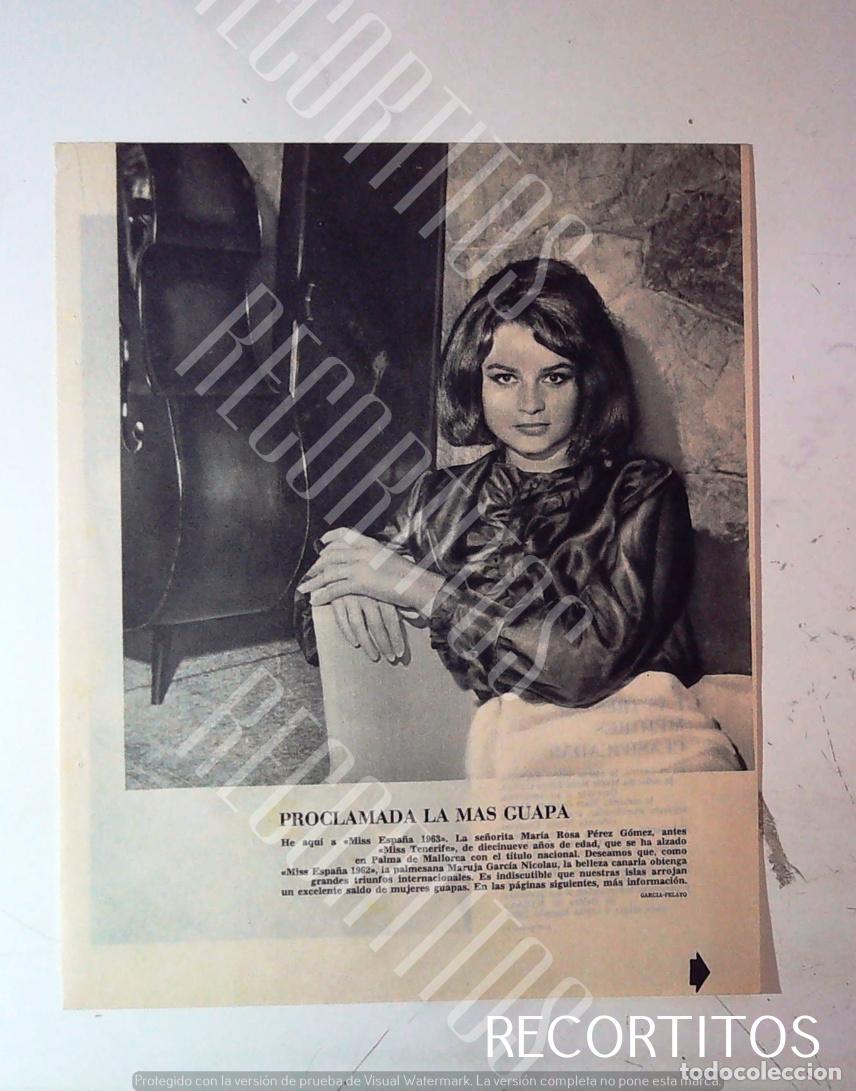 RECORTITOS
RECORTITOS
RECORTITOS
PROCLAMADA LA MAS GUAPA
He aquí a «Miss España 1963». La señorita María Rosa Pérez Gómez, antes
«Miss Tenerife», de diecinueve años de edad, que se ha alzado
en Palma de Mallorca con el título nacional. Deseamos que, como
«Miss España 1962», la palmesana Maruja García Nicolau, la belleza canaria obtenga
grandes triunfos internacionales. Es indiscutible que nuestras islas arrojan
un excelente saldo de mujeres guapas. En las páginas siguientes, más información.
GARCIA-PELAYO
RECORTITOS
todocoleccion
Protegido con la versión de prueba de Visual Watermark. La versión completa no pone esta marca.